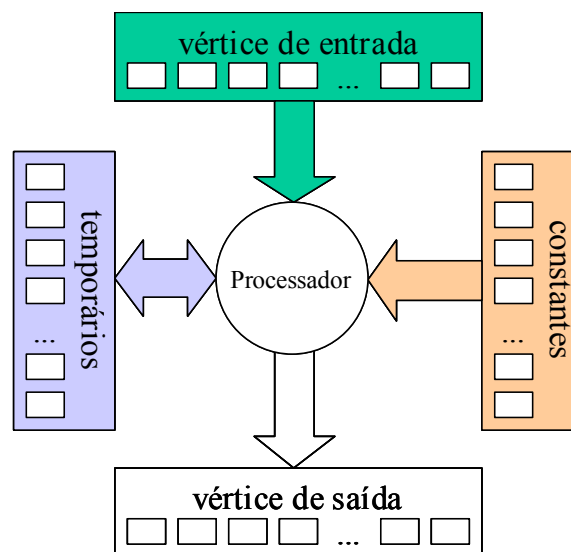 vértice de entrada
...
temporários
...
Processador
constantes
...
vértice de saída
...